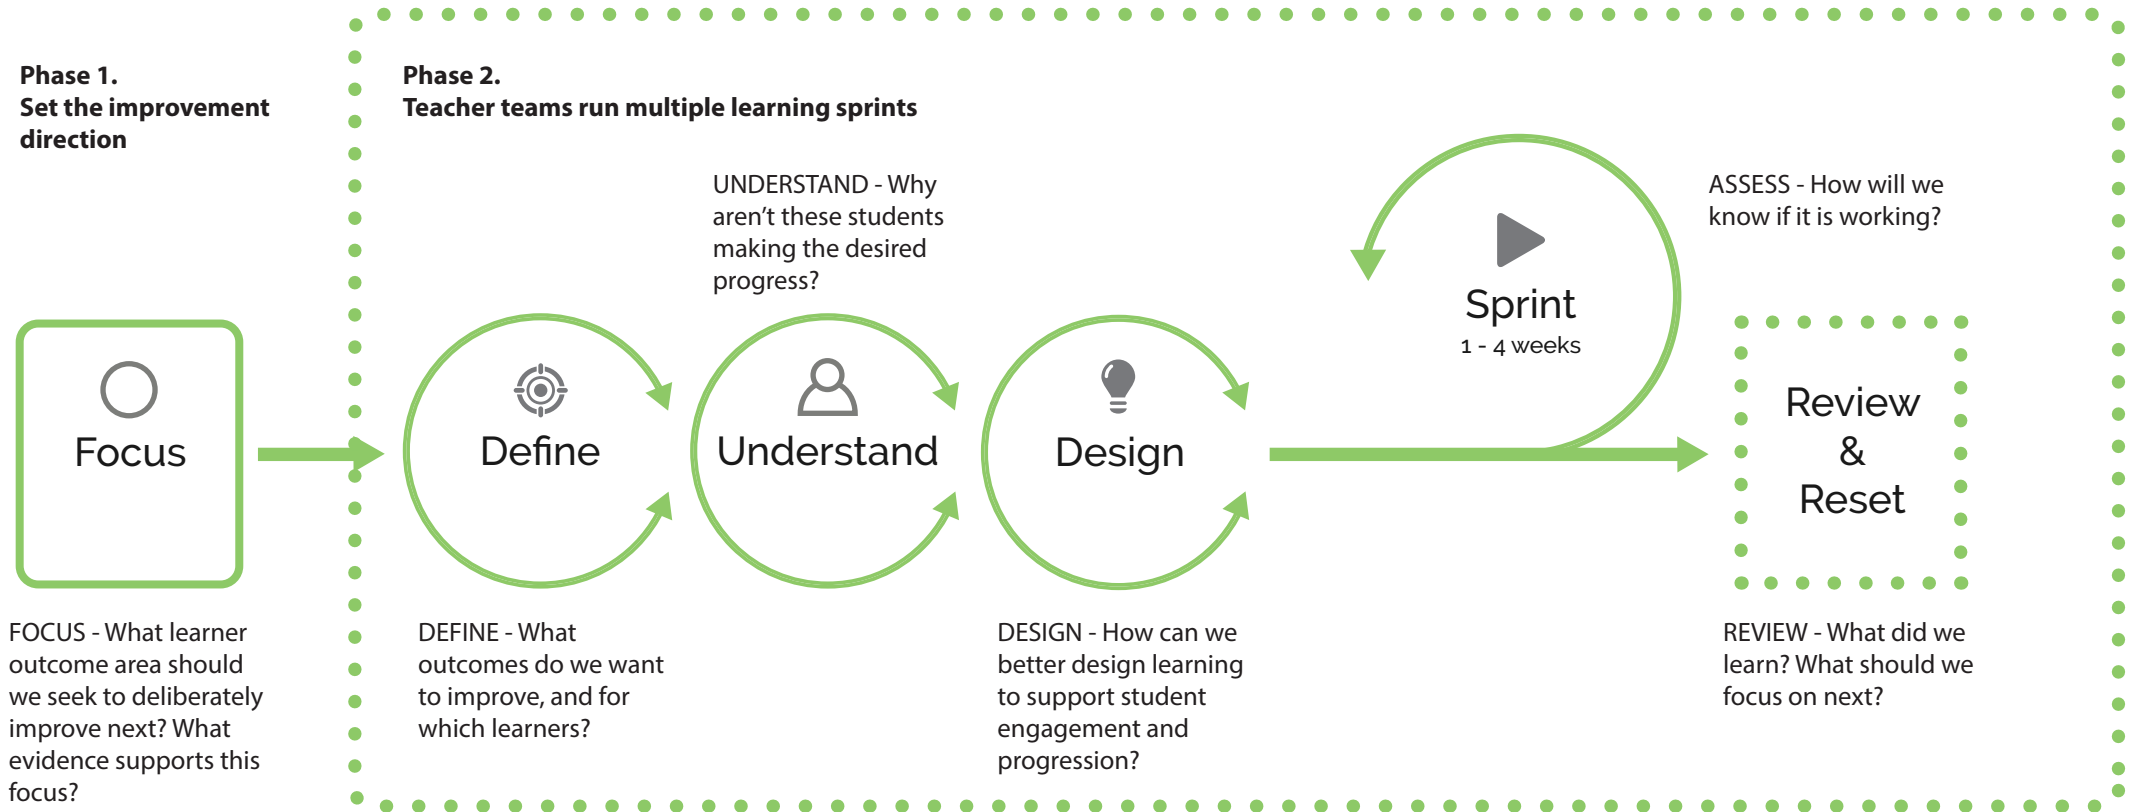 Phase 1.
Set the improvement
direction
Phase 2.
Teacher teams run multiple learning sprints
UNDERSTAND - Why
aren’t these students
making the desired
progress?
ASSESS - How will we
know if it is working?
Focus
Define
Understand
Design
Sprint
1 - 4 weeks
Review
&
Reset
FOCUS - What learner
outcome area should
we seek to deliberately
improve next? What
evidence supports this
focus?
DEFINE - What
outcomes do we want
to improve, and for
which learners?
DESIGN - How can we
better design learning
to support student
engagement and
progression?
REVIEW - What did we
learn? What should we
focus on next?